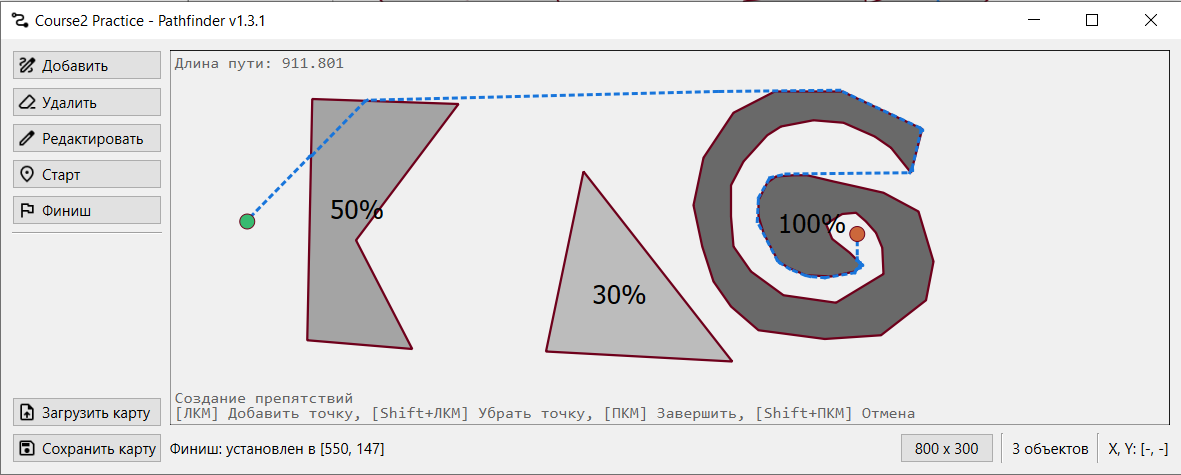 Course2 Practice - Pathfinder v1.3.1
Добавить
Удалить
Редактировать
Старт
Финиш
Длина пути: 911.801
50%
30%
100%
Создание препятствий
[ЛКМ] Добавить точку, [Shift+ЛКМ] Убрать точку, [ПКМ] Завершить, [Shift+ПКМ] Отмена
Загрузить карту
Сохранить карту
Финиш: установлен в [550, 147]
800 x 300
3 объектов
X, Y: [-, -]